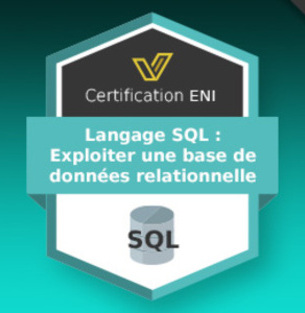 Certification ENI
Langage SQL :
Exploiter une base de
données relationnelle
SQL